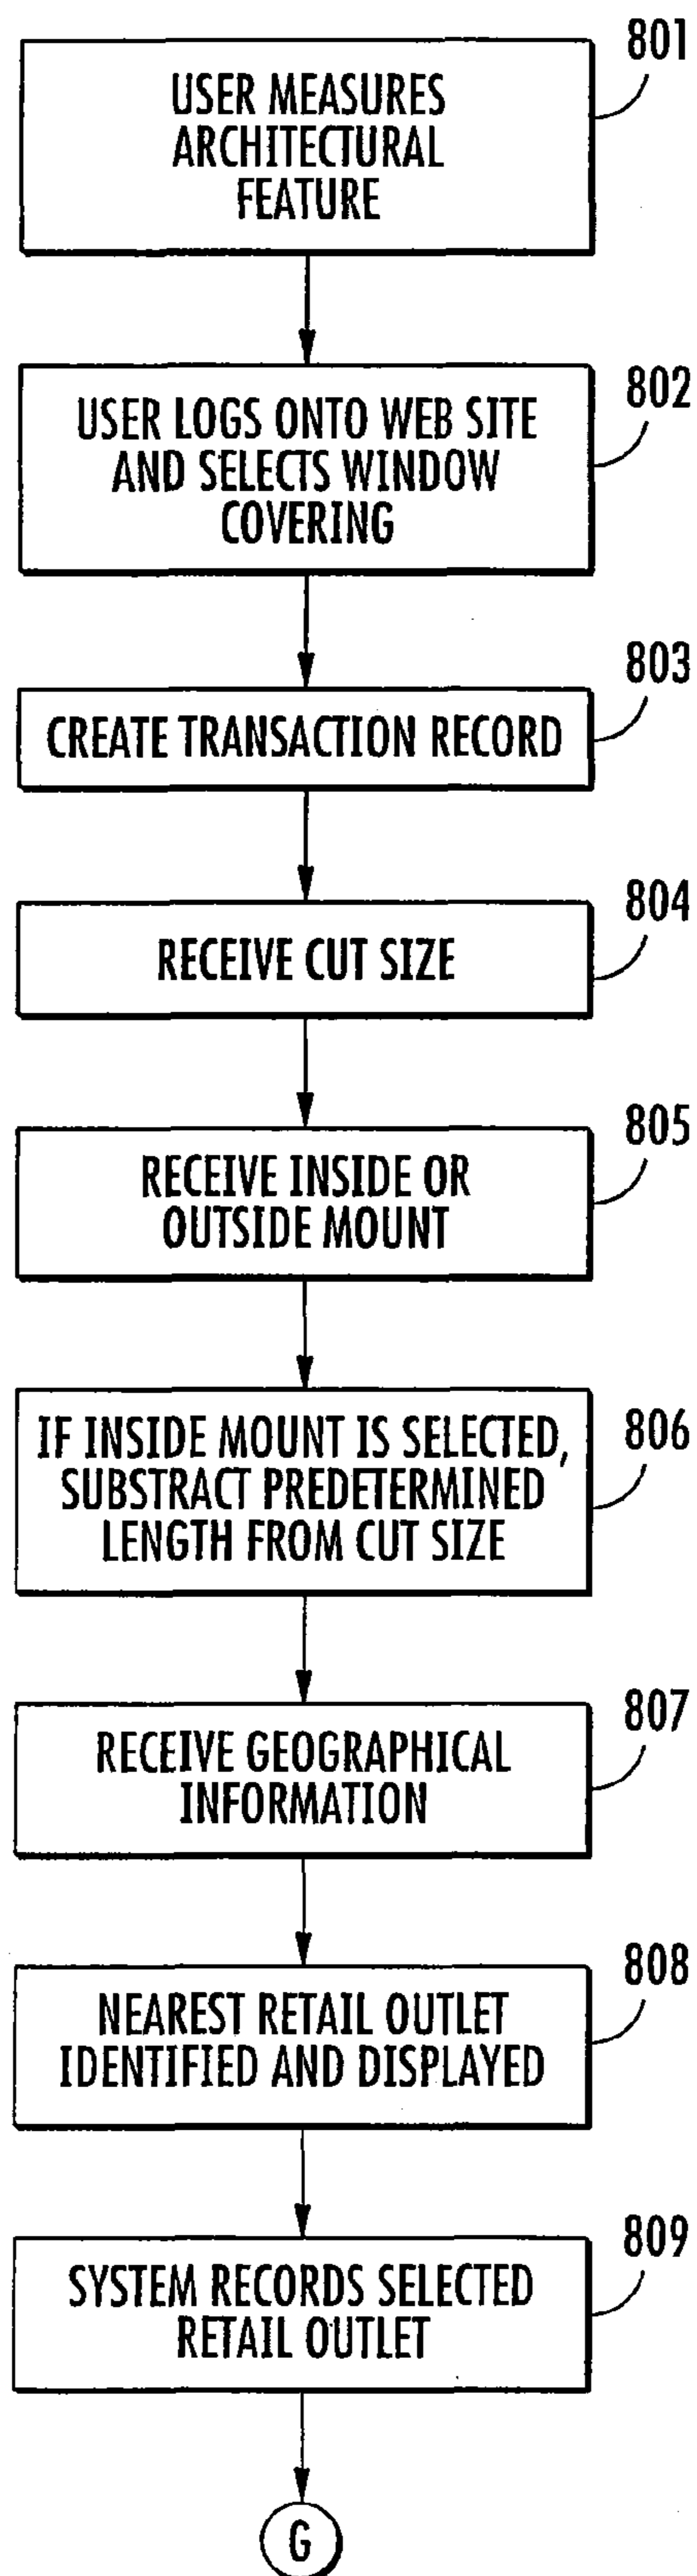 801
USER MEASURES
ARCHITECTURAL
FEATURE
802
USER LOGS ONTO WEB SITE
AND SELECTS WINDOW
COVERING
803
CREATE TRANSACTION RECORD
804
RECEIVE CUT SIZE
805
RECEIVE INSIDE OR
OUTSIDE MOUNT
806
IF INSIDE MOUNT IS SELECTED,
SUBSTRACT PREDETERMINED
LENGTH FROM CUT SIZE
807
RECEIVE GEOGRAPHICAL
INFORMATION
808
NEAREST RETAIL OUTLET
IDENTIFIED AND DISPLAYED
809
SYSTEM RECORDS SELECTED
RETAIL OUTLET
G